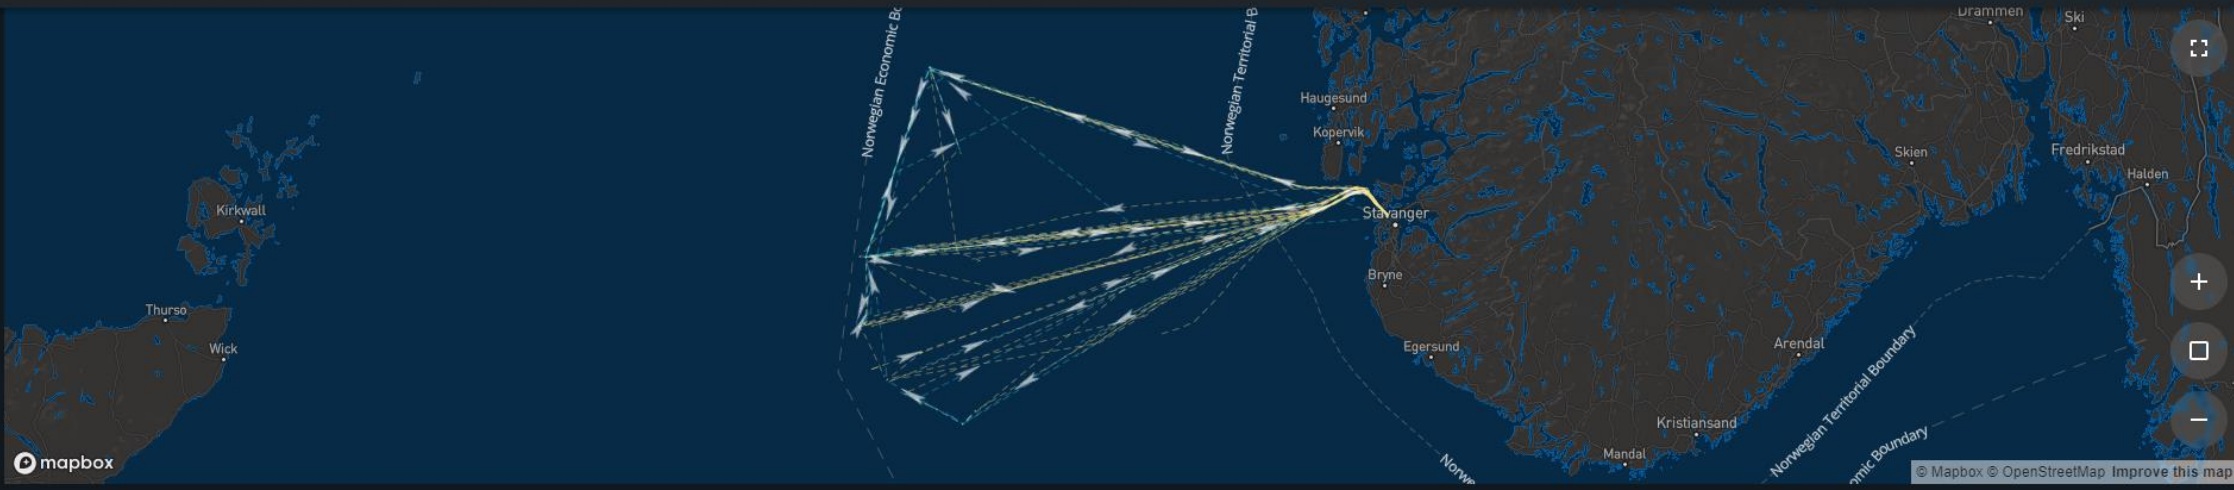 Drammen
Ski
Norwegian Economic Bo
Norwegian Territorial B
Haugesund
Kopervik
Skien
Fredrikstad
Halden
Kirkwall
Stavanger
Bryne
Thurso
Wick
Egersund
Arendal
Norwegian Territorial Boundary
Kristiansand
omic Boundary
Mandal
Norwe
mapbox
© Mapbox © OpenStreetMap Improve this map